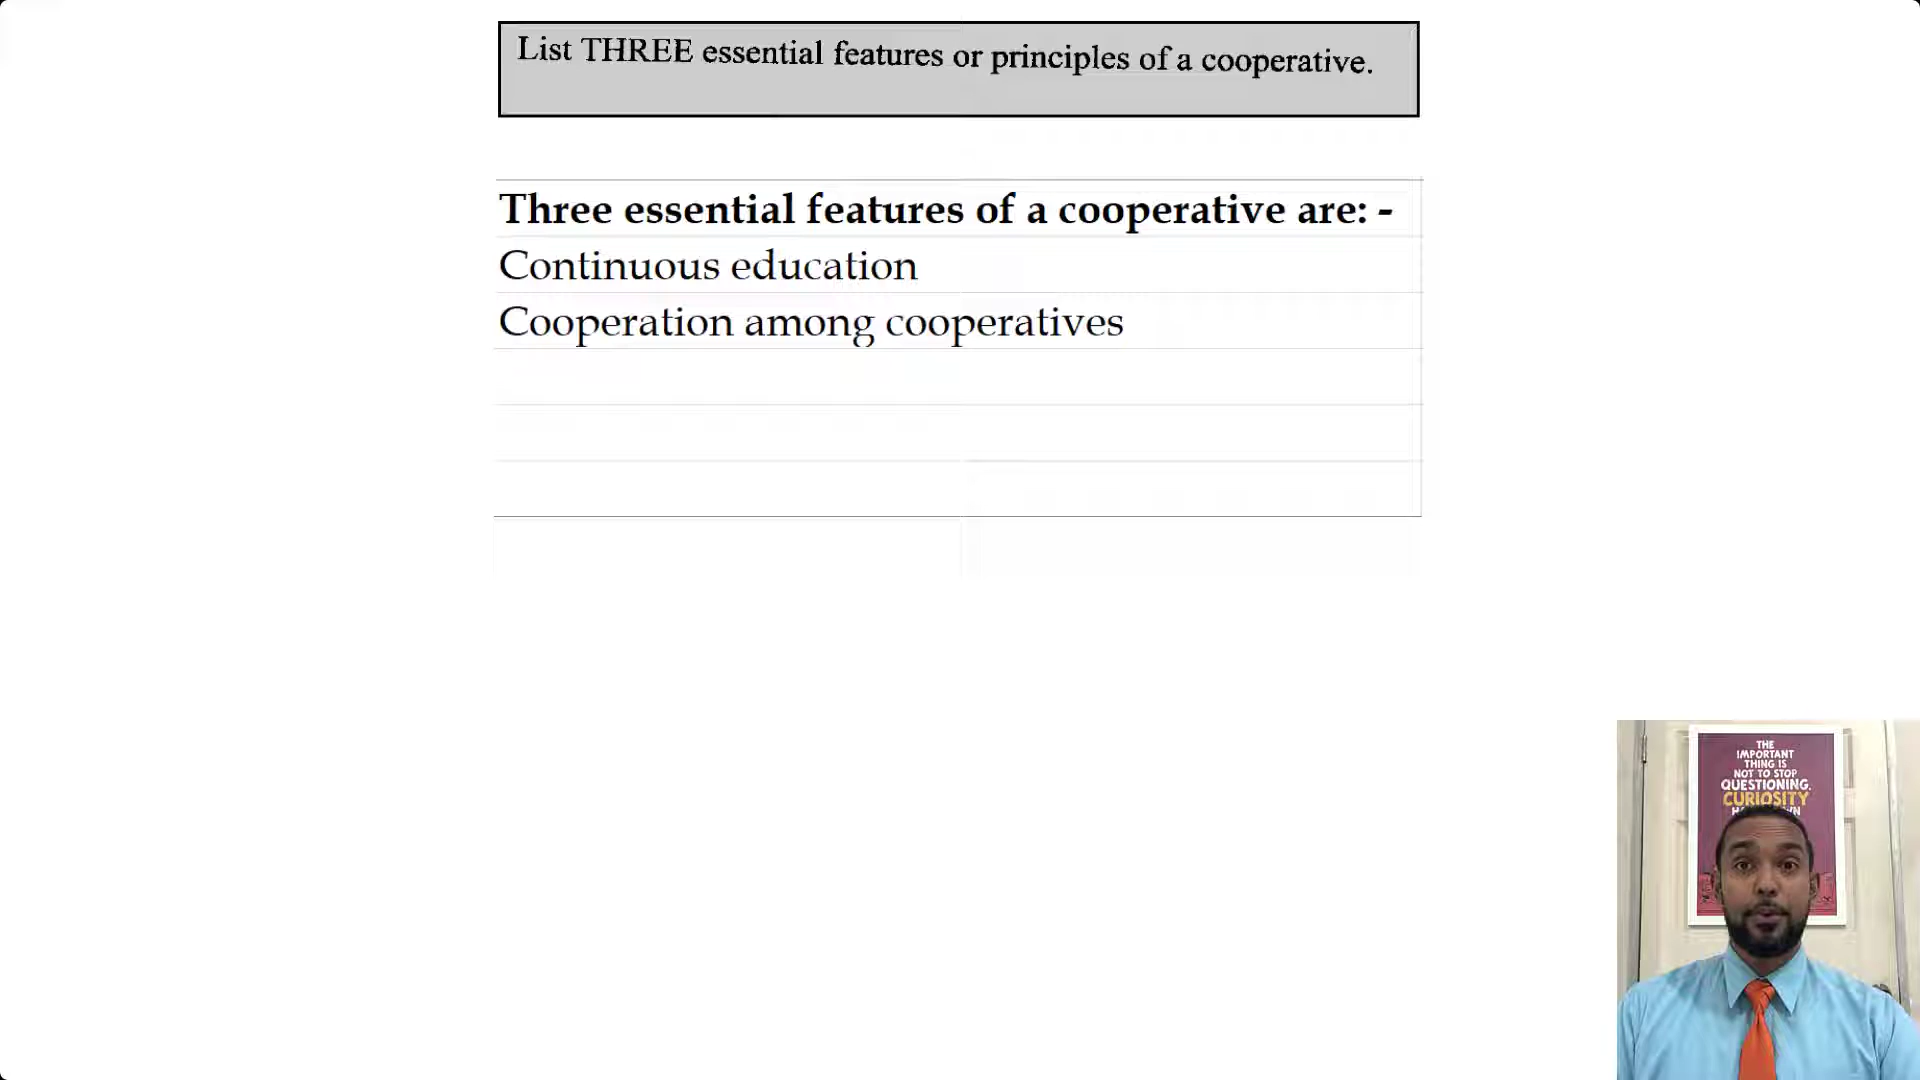 List THREE essential features or principles of a cooperative.
Three essential features of a cooperative are: -
Continuous education
Cooperation among cooperatives
THE
IMPORTANT
THING IS
NOT TO STOP
QUESTIONING.
CURIOSITY